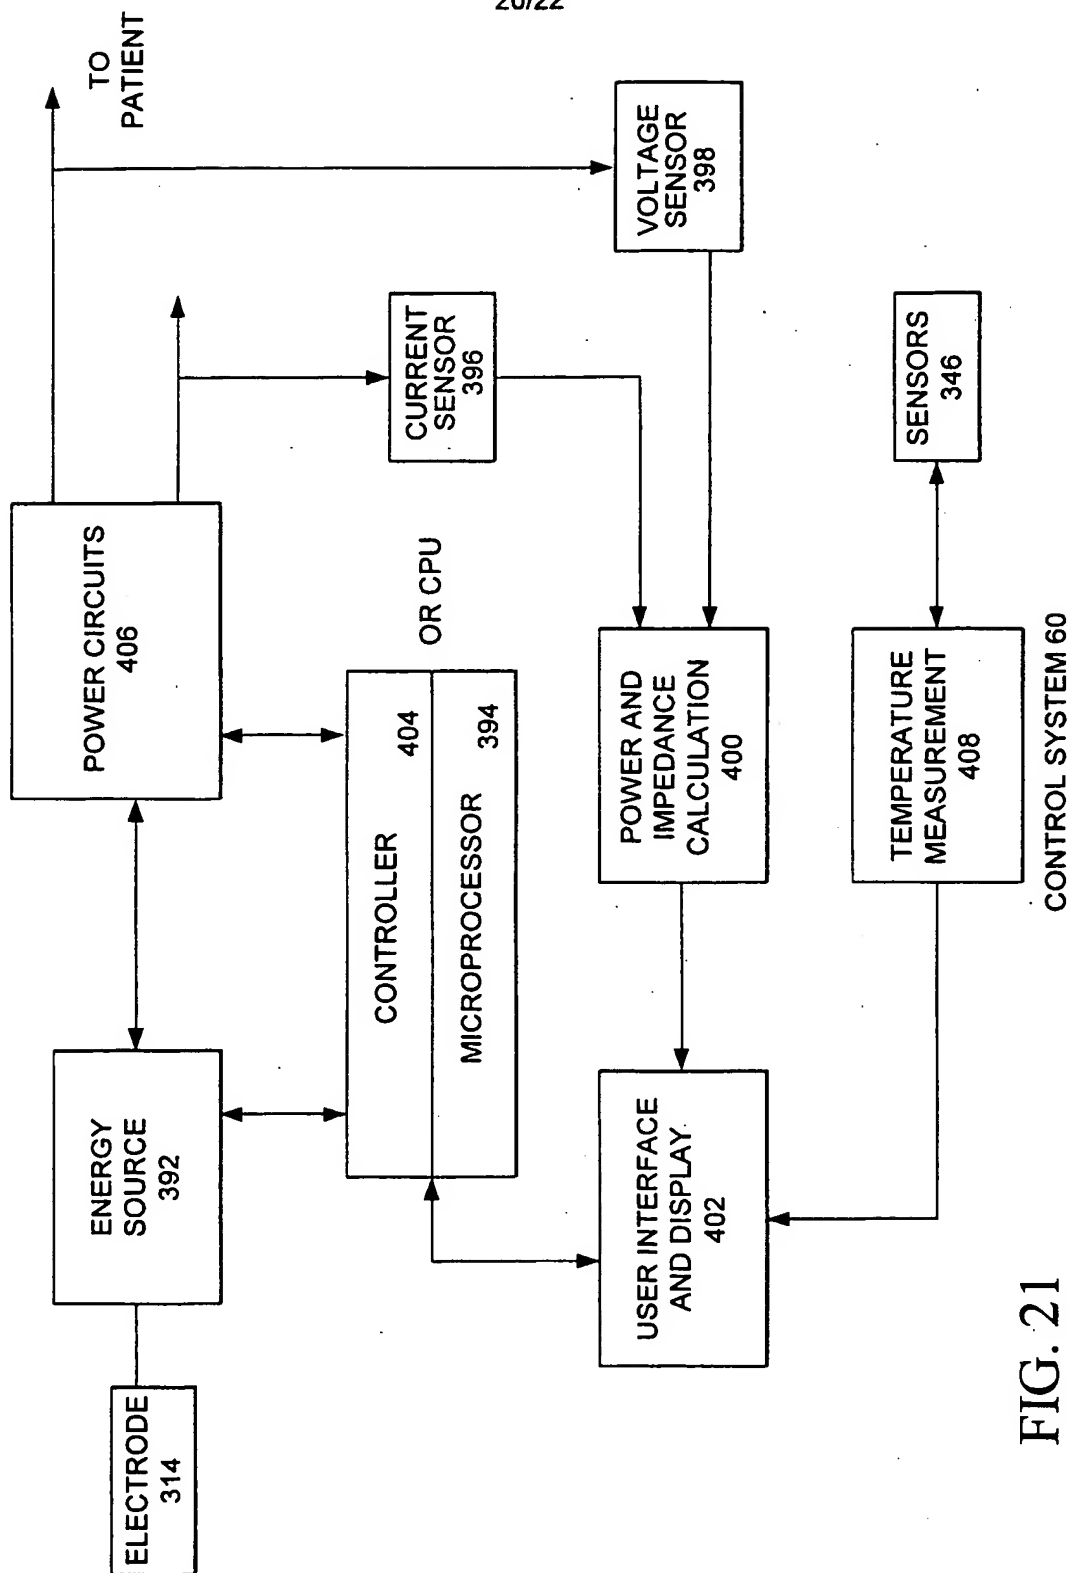 20/22
TO
PATIENT
POWER CIRCUITS
406
VOLTAGE
SENSOR
398
CURRENT
SENSOR
396
SENSORS
346
OR CPU
CONTROLLER
404
MICROPROCESSOR
394
POWER AND
IMPEDANCE
CALCULATION
400
TEMPERATURE
MEASUREMENT
408
ENERGY
SOURCE
392
USER INTERFACE
AND DISPLAY
402
ELECTRODE
314
CONTROL SYSTEM 60
FIG. 21